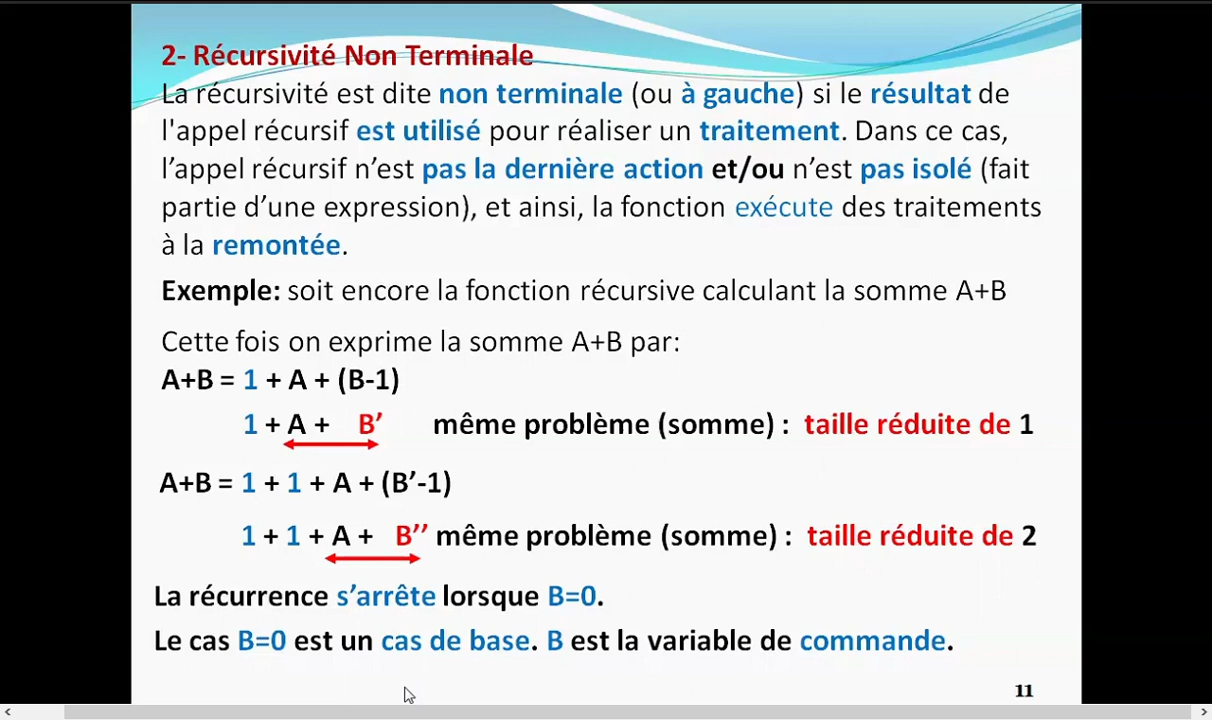 2- Récursivité Non Terminale
La récursivité est dite non terminale (ou à gauche) si le résultat de
l'appel récursif est utilisé pour réaliser un traitement. Dans ce cas,
l’appel récursif n’est pas la dernière action et/ou n’est pas isolé (fait
partie d’une expression), et ainsi, la fonction exécute des traitements
à la remontée.
Exemple: soit encore la fonction récursive calculant la somme A+B
Cette fois on exprime la somme A+B par:
A+B = 1 + A + (B-1)
1 + A + B’ même problème (somme) : taille réduite de 1
A+B = 1 + 1 + A + (B’-1)
1 + 1 + A + B’’ même problème (somme) : taille réduite de 2
La récurrence s’arrête lorsque B=0.
Le cas B=0 est un cas de base. B est la variable de commande.
11